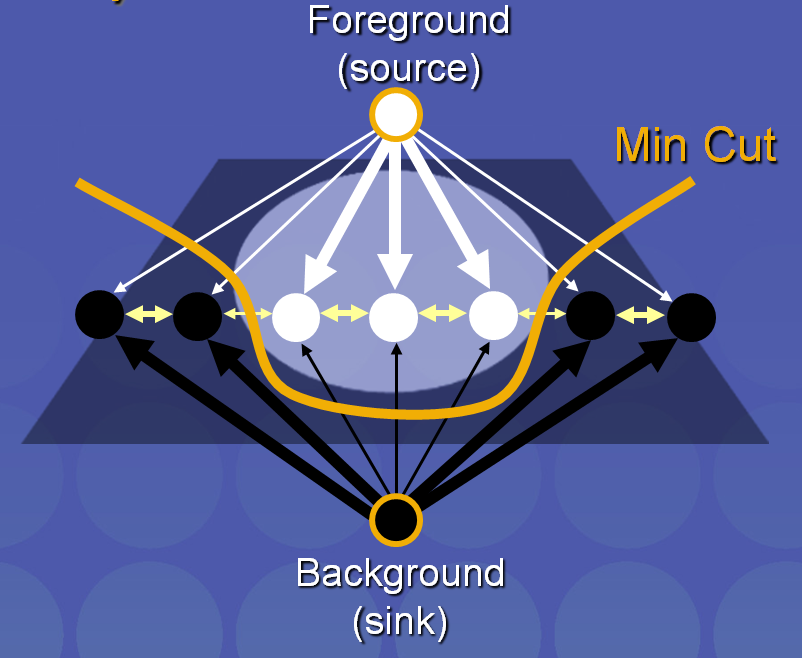 Foreground
(source)
Min Cut
Background
(sink)